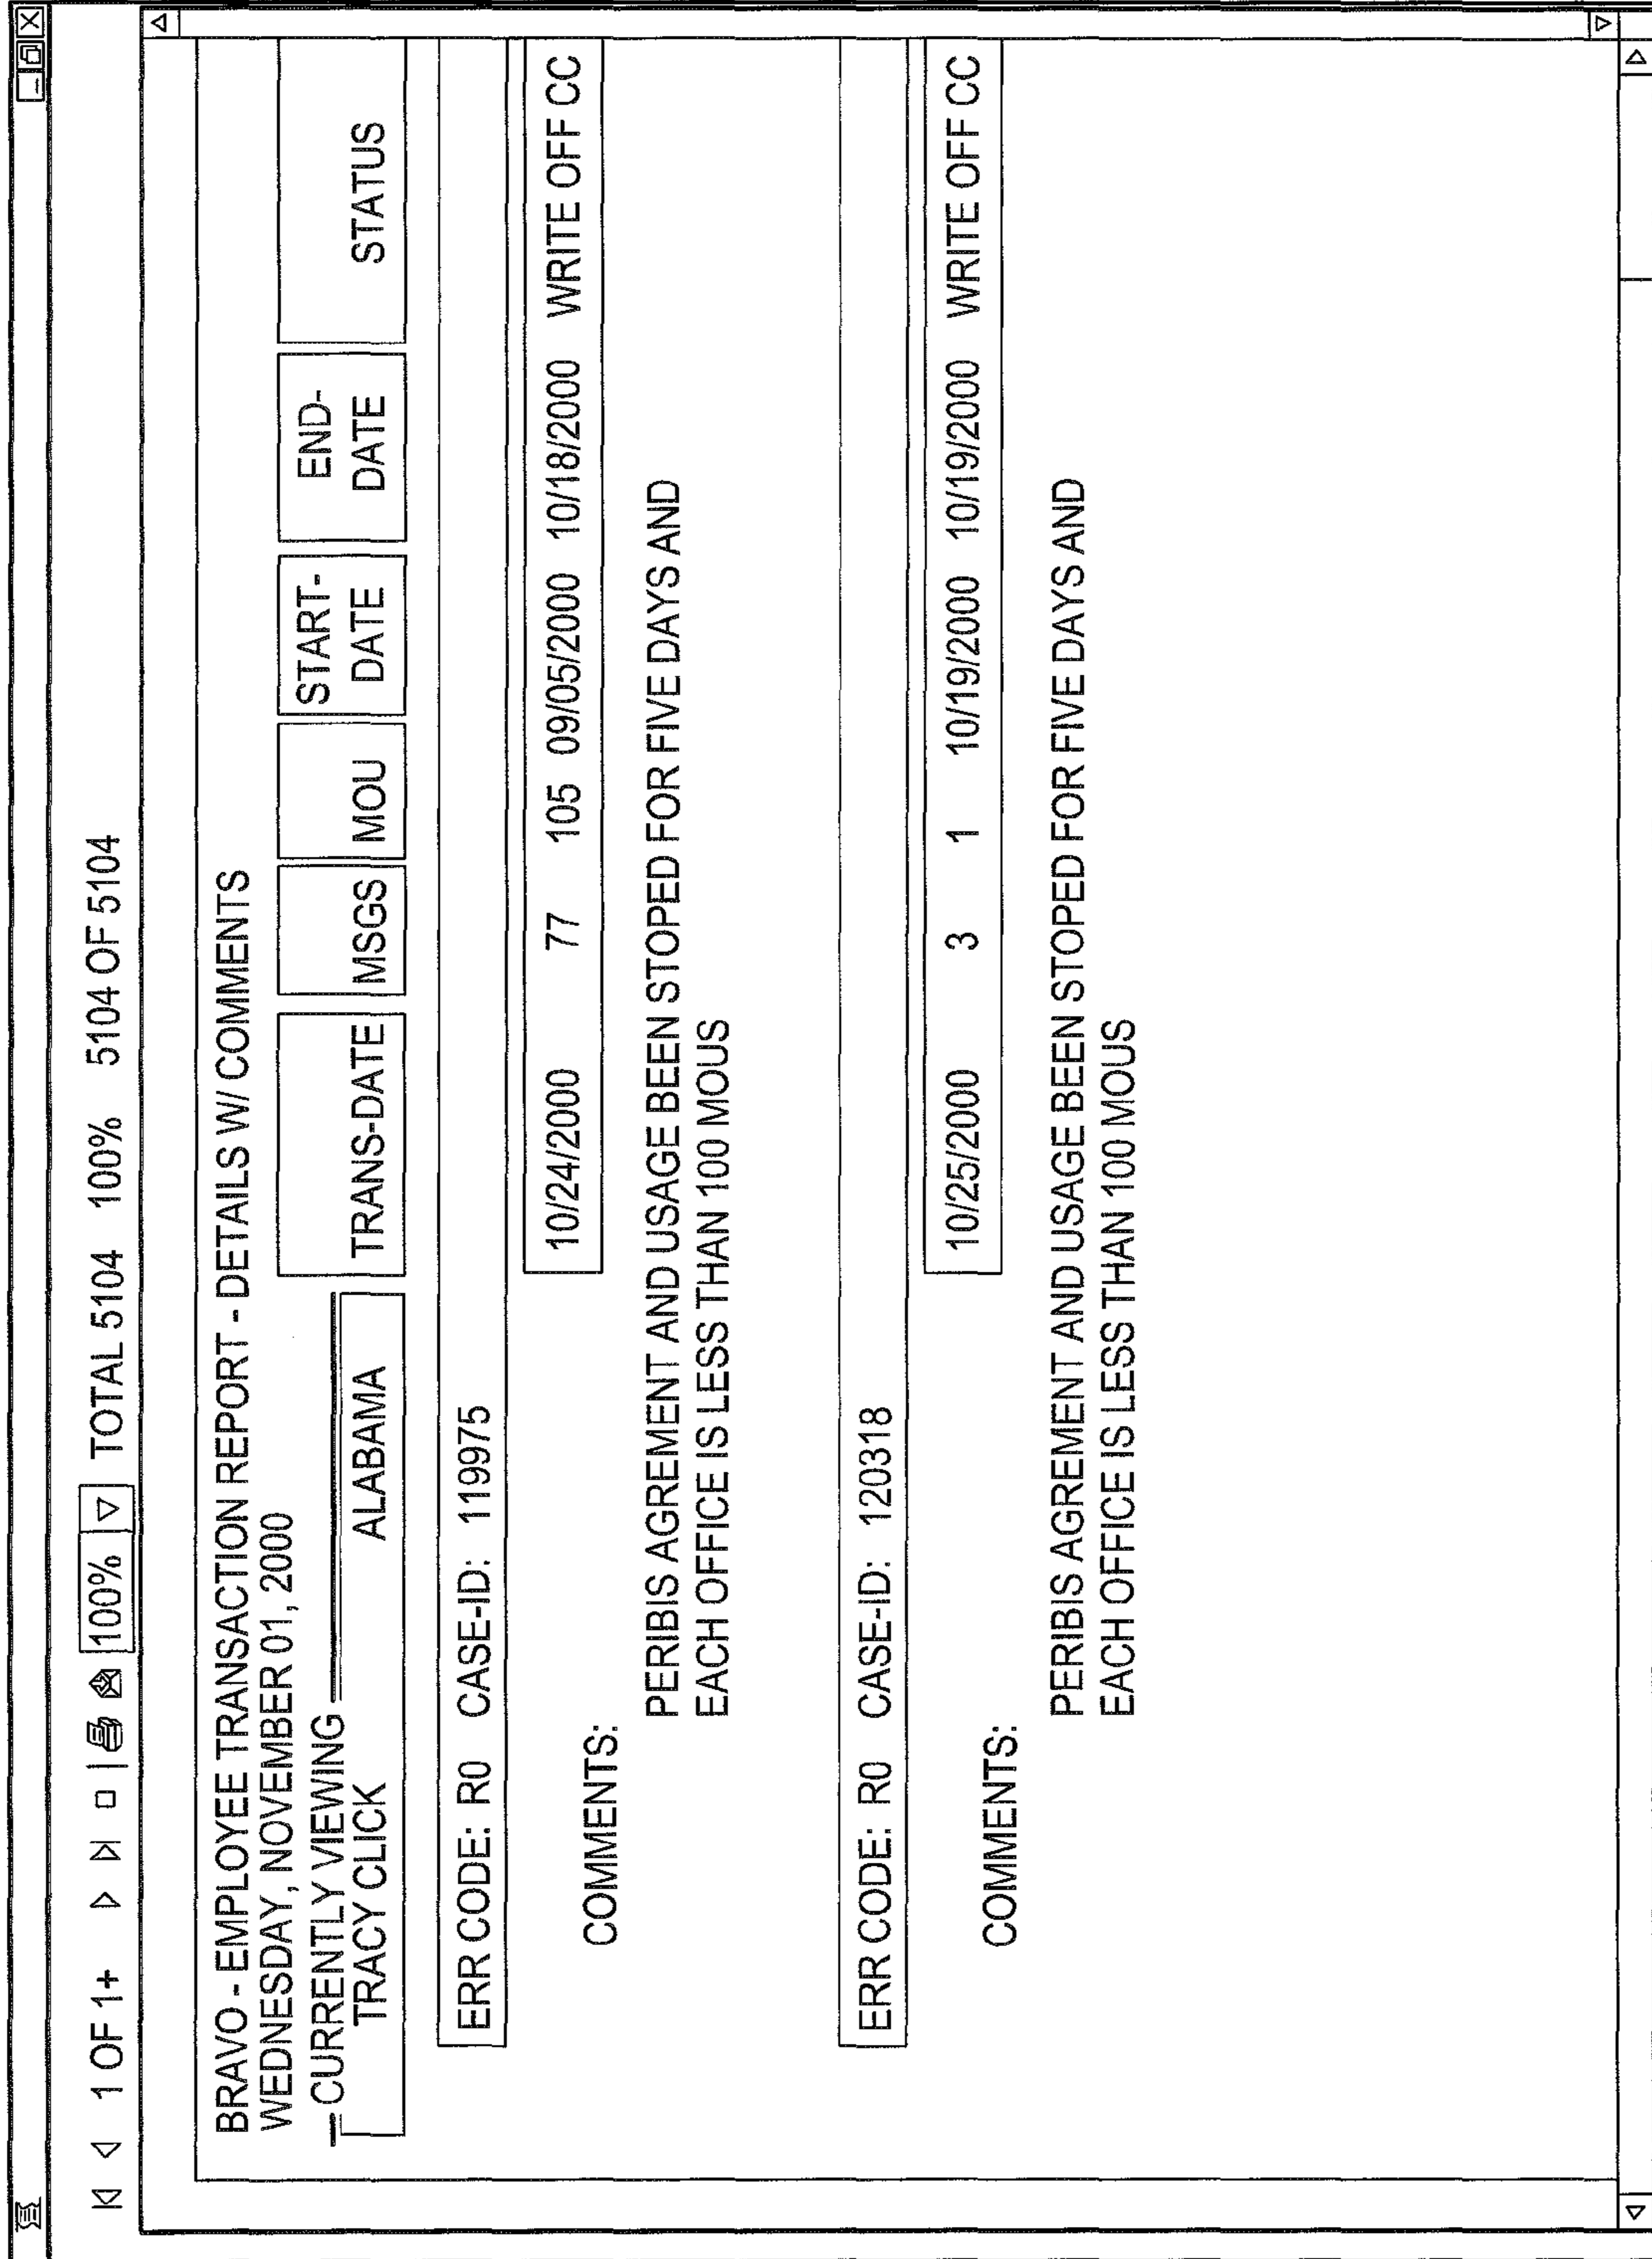 1 OF 1+ 100% TOTAL 5104 100% 5104 OF 5104
BRAVO - EMPLOYEE TRANSACTION REPORT - DETAILS W/ COMMENTS
WEDNESDAY, NOVEMBER 01, 2000
CURRENTLY VIEWING
TRACY CLICK ALABAMA TRANS-DATE MSGS MOU START-DATE END-DATE STATUS
ERR CODE: R0 CASE-ID: 119975
10/24/2000 77 105 09/05/2000 10/18/2000 WRITE OFF CC
COMMENTS:
PERIBIS AGREMENT AND USAGE BEEN STOPED FOR FIVE DAYS AND
EACH OFFICE IS LESS THAN 100 MOUS
ERR CODE: R0 CASE-ID: 120318
10/25/2000 3 1 10/19/2000 10/19/2000 WRITE OFF CC
COMMENTS:
PERIBIS AGREMENT AND USAGE BEEN STOPED FOR FIVE DAYS AND
EACH OFFICE IS LESS THAN 100 MOUS